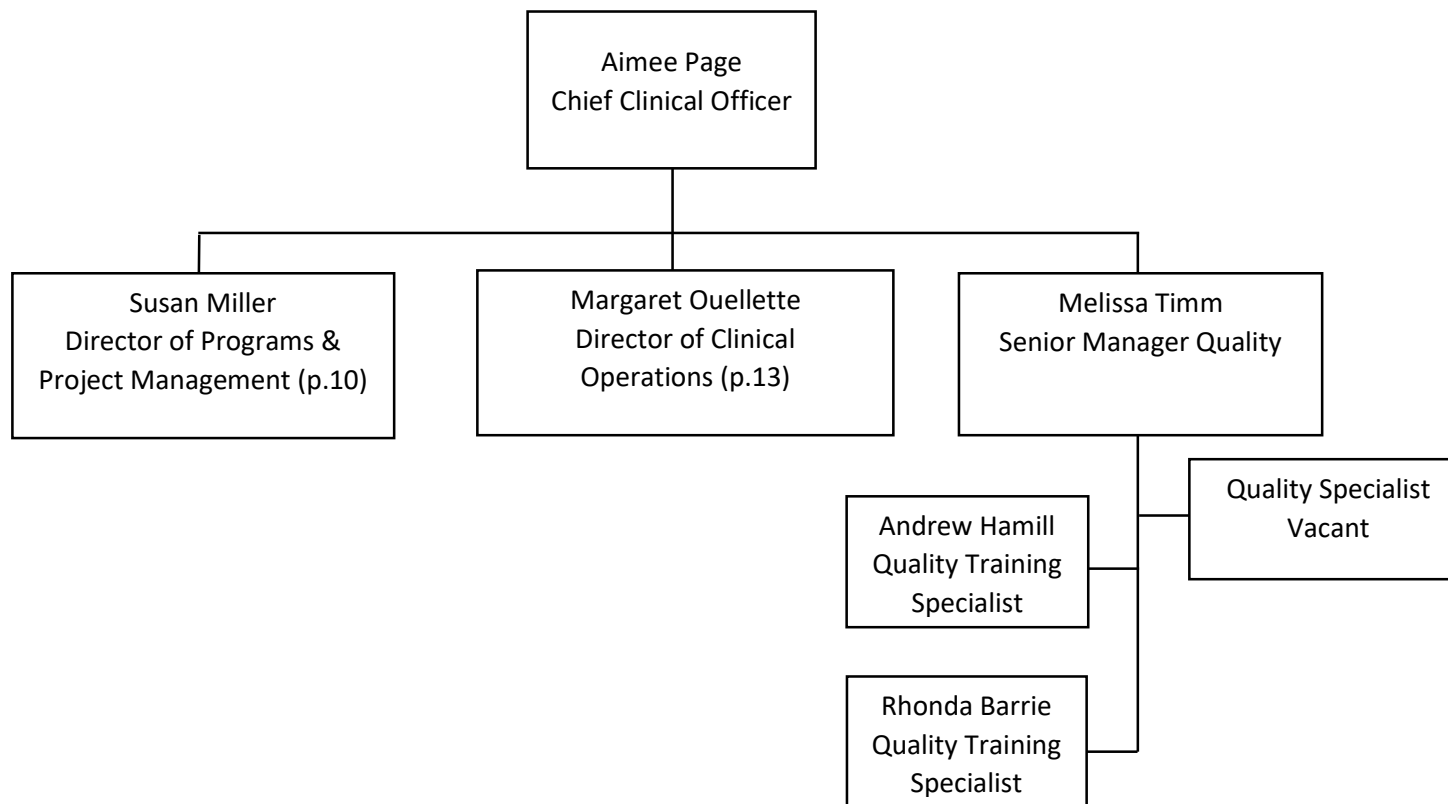 Aimee Page
Chief Clinical Officer
Susan Miller
Director of Programs &
Project Management (p.10)
Margaret Ouellette
Director of Clinical
Operations (p.13)
Melissa Timm
Senior Manager Quality
Quality Specialist
Vacant
Andrew Hamill
Quality Training
Specialist
Rhonda Barrie
Quality Training
Specialist